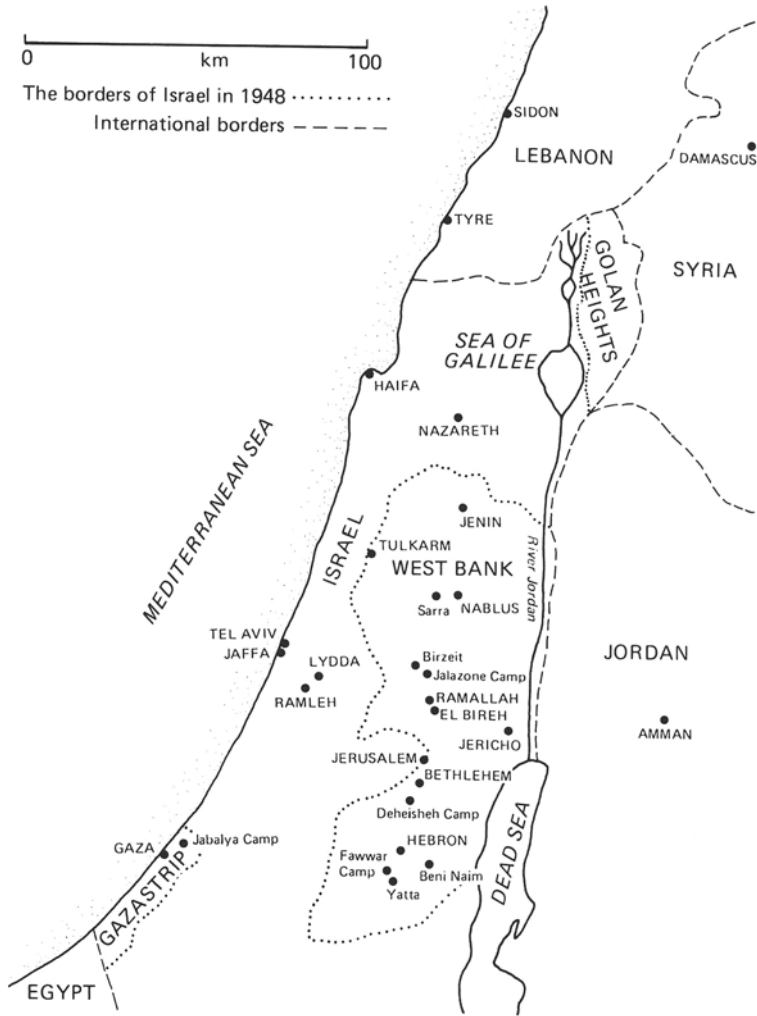 0 km 100
The borders of Israel in 1948
International borders
SIDON
LEBANON
DAMASCUS
TYRE
GOLAN
HEIGHTS
SYRIA
SEA OF
GALILEE
HAIFA
NAZARETH
MEDITERRANEAN SEA
ISRAEL
JENIN
TULKARM
WEST BANK
River Jordan
Sarra
NABLUS
TEL AVIV
JAFFA
LYDDA
RAMLEH
Birzeit
Jalazone Camp
RAMALLAH
EL BIREH
JERICHO
JORDAN
AMMAN
JERUSALEM
BETHLEHEM
Deheisheh Camp
DEAD SEA
GAZA
Jabalya Camp
GAZASTRIP
HEBRON
Fawwar
Camp
Beni Naim
Yatta
EGYPT